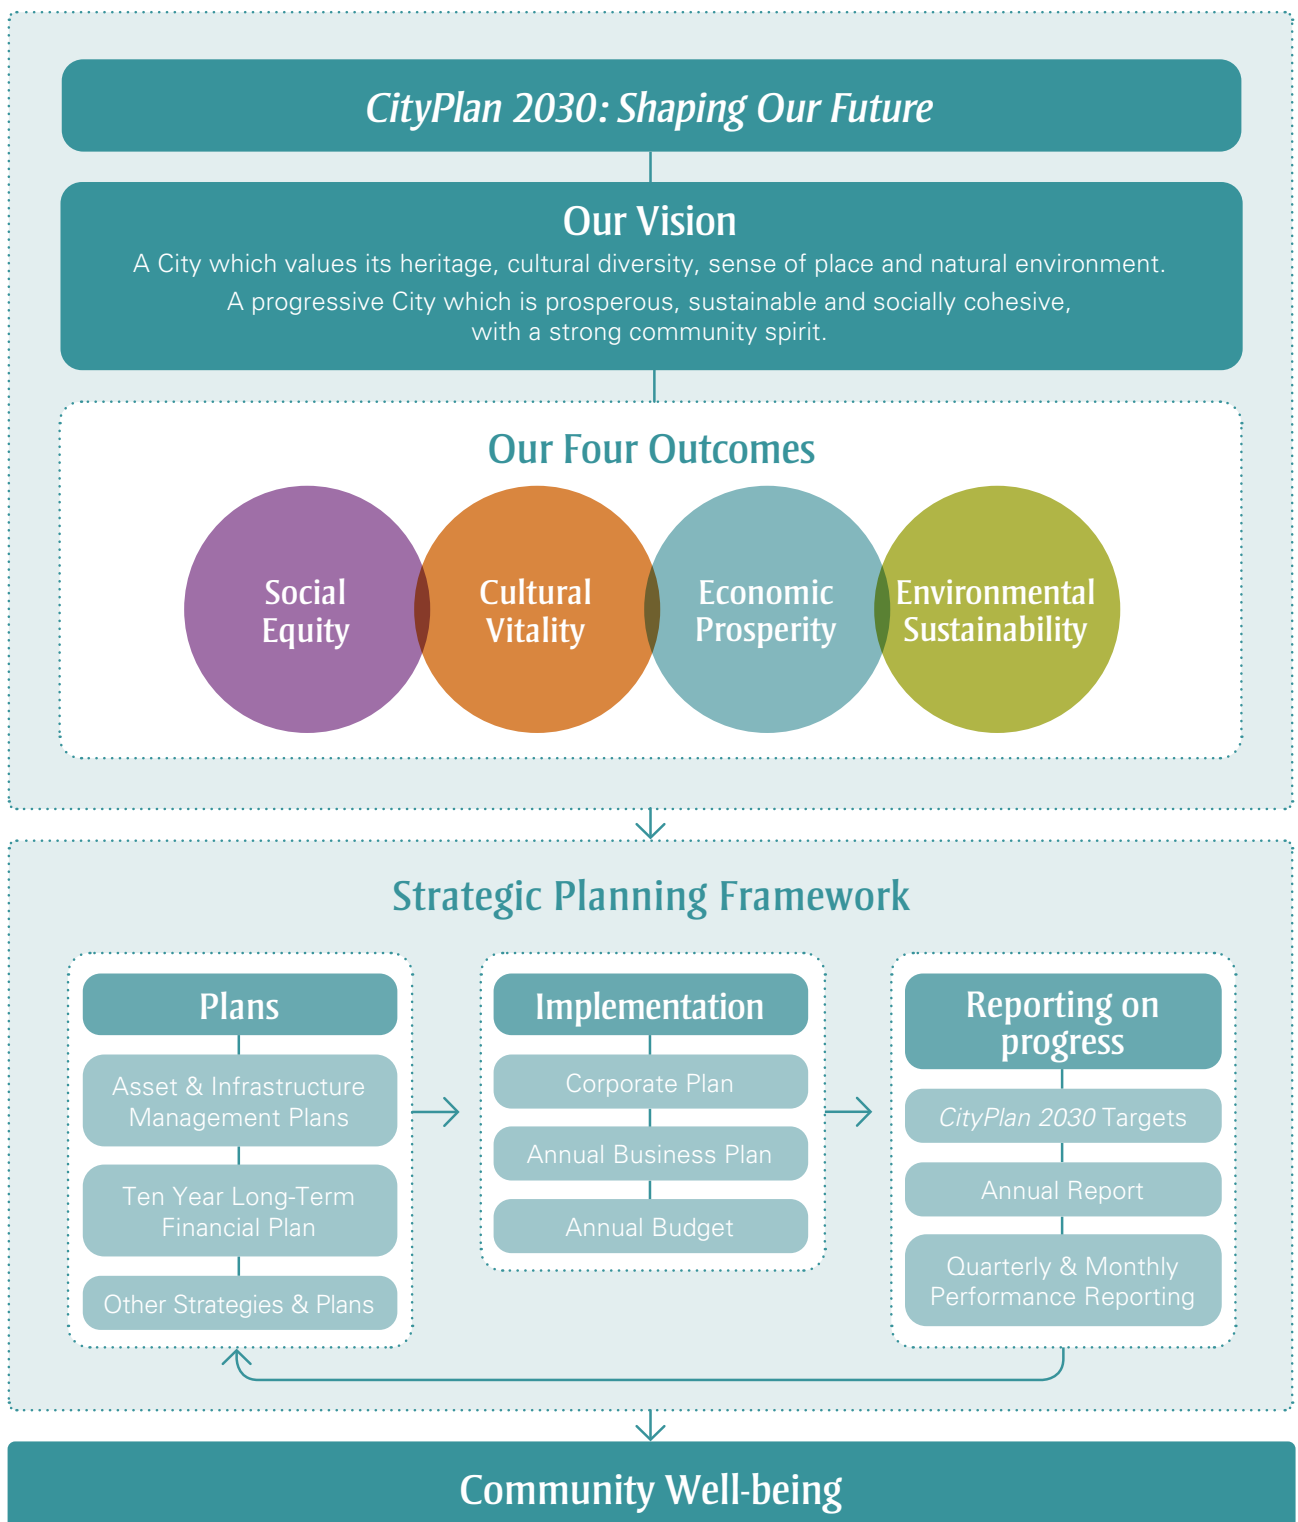 CityPlan 2030: Shaping Our Future
Our Vision
A City which values its heritage, cultural diversity, sense of place and natural environment.
A progressive City which is prosperous, sustainable and socially cohesive,
with a strong community spirit.
Our Four Outcomes
Social
Equity
Cultural
Vitality
Economic
Prosperity
Environmental
Sustainability
Strategic Planning Framework
Plans
Asset & Infrastructure
Management Plans
Ten Year Long-Term
Financial Plan
Other Strategies & Plans
Implementation
Corporate Plan
Annual Business Plan
Annual Budget
Reporting on
progress
CityPlan 2030 Targets
Annual Report
Quarterly & Monthly
Performance Reporting
Community Well-being